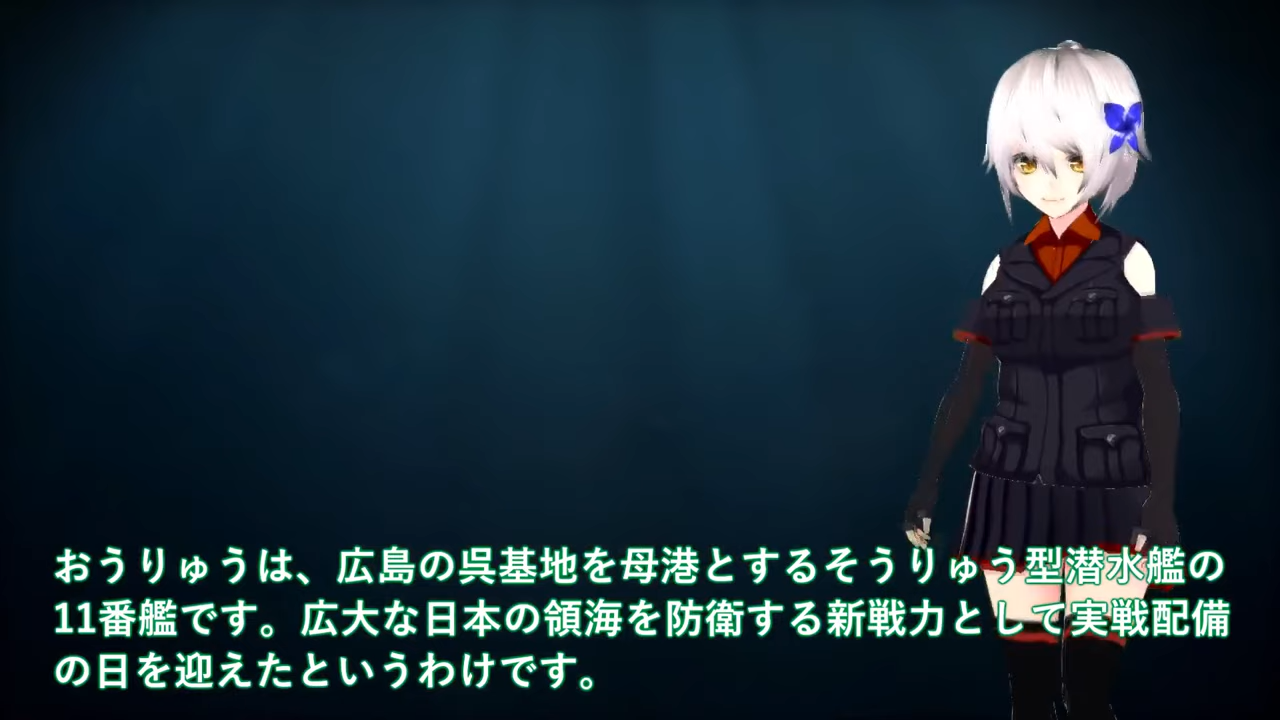 おうりゅうは、広島の呉基地を母港とするそうりゅう型潜水艦の
11番艦です。広大な日本の領海を防衛する新戦力として実戦配備
の日を迎えたというわけです。